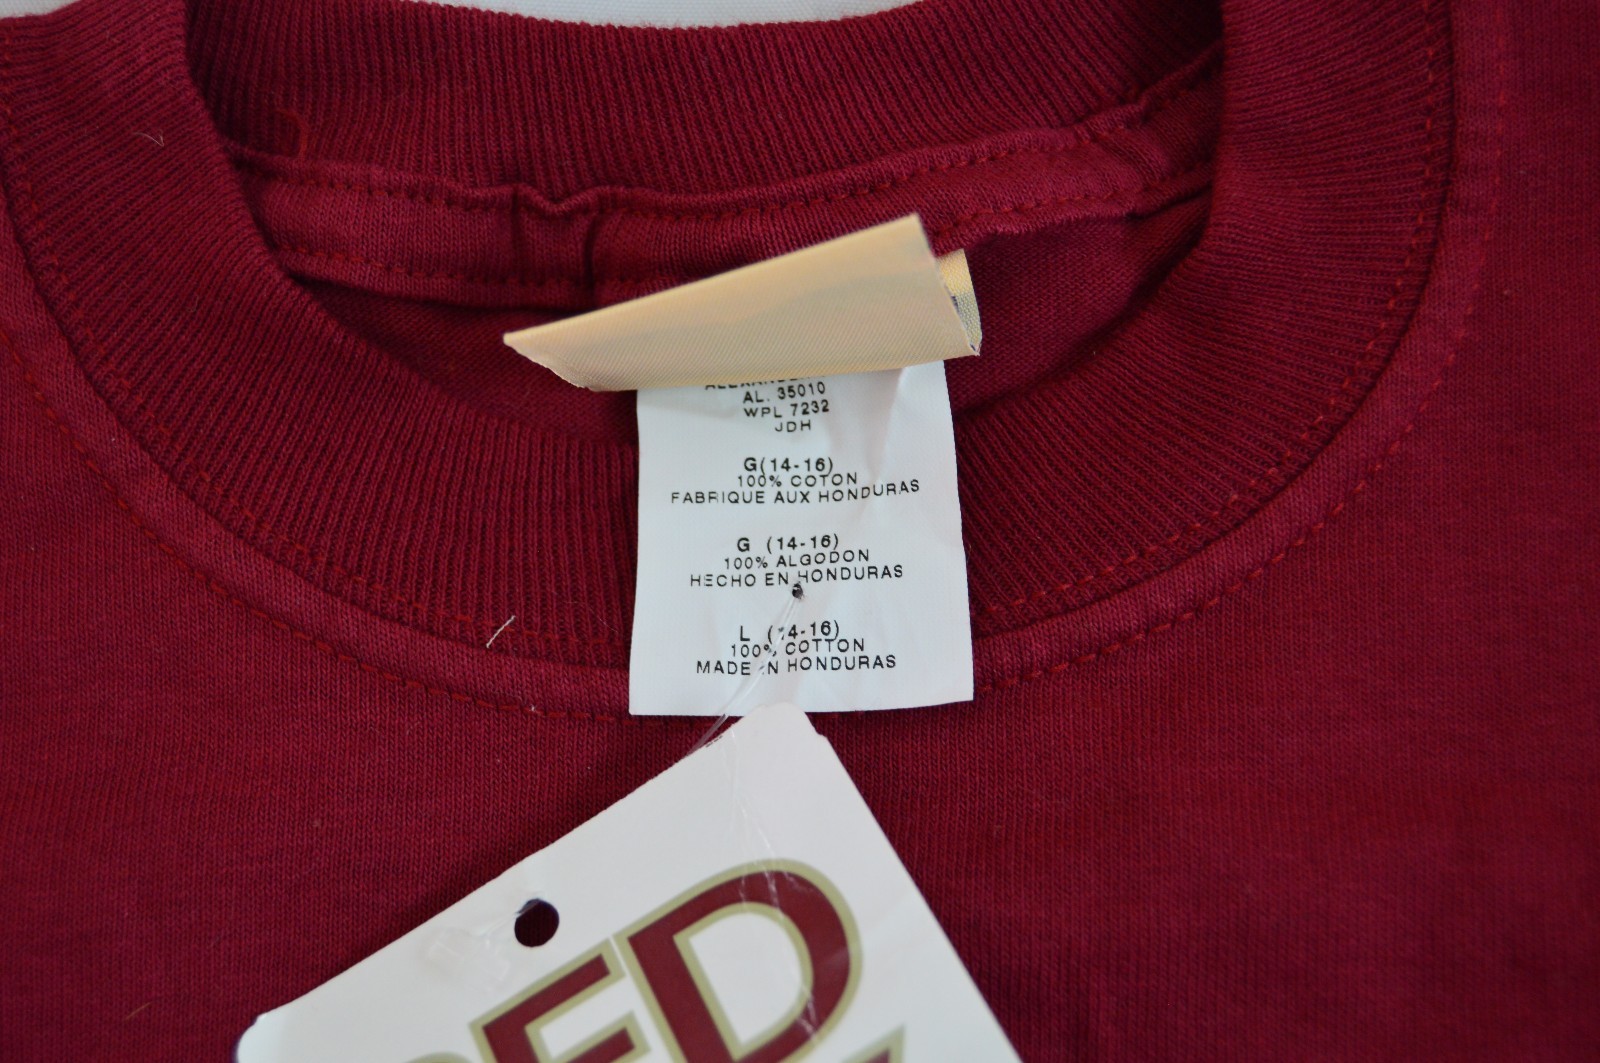 AL. 35010
WPL 7232
JDH
G(14-16)
100% COTON
FABRIQUE AUX HONDURAS
G (14-16)
100% ALGODON
HECHO EN HONDURAS
L (14-16)
100% COTTON
MADE IN HONDURAS
ED